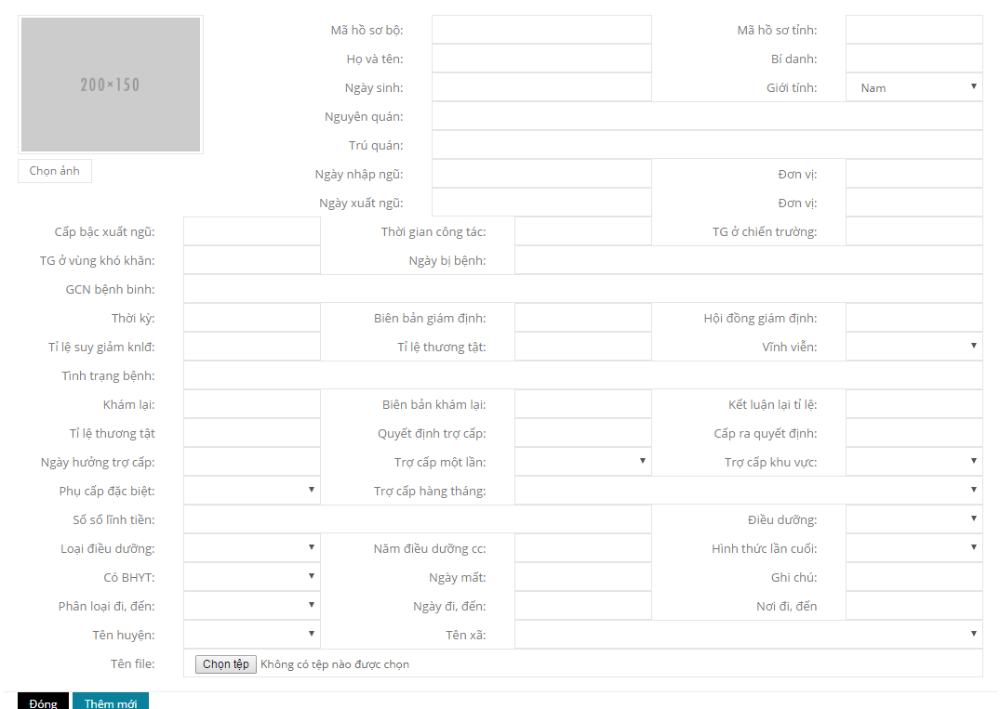 200×150
Chọn ảnh
Mã hồ sơ bộ: Mã hồ sơ tỉnh:
Họ và tên: Bí danh:
Ngày sinh: Giới tính: Nam
Nguyên quán:
Trú quán:
Ngày nhập ngũ: Đơn vị:
Ngày xuất ngũ: Đơn vị:
Cấp bậc xuất ngũ: Thời gian công tác: TG ở chiến trường:
TG ở vùng khó khăn: Ngày bị bệnh:
GCN bệnh binh:
Thời kỳ: Biên bản giám định: Hội đồng giám định:
Tỉ lệ suy giảm knlđ: Tỉ lệ thương tật: Vĩnh viễn:
Tình trạng bệnh:
Khám lại: Biên bản khám lại: Kết luận lại tỉ lệ:
Tỉ lệ thương tật Quyết định trợ cấp: Cấp ra quyết định:
Ngày hưởng trợ cấp: Trợ cấp một lần: Trợ cấp khu vực:
Phụ cấp đặc biệt: Trợ cấp hàng tháng:
Số sổ lĩnh tiền: Điều dưỡng:
Loại điều dưỡng: Năm điều dưỡng cc: Hình thức lần cuối:
Có BHYT: Ngày mất: Ghi chú:
Phân loại đi, đến: Ngày đi, đến: Nơi đi, đến
Tên huyện: Tên xã:
Tên file: Chọn tệp Không có tệp nào được chọn
Đóng Thêm mới